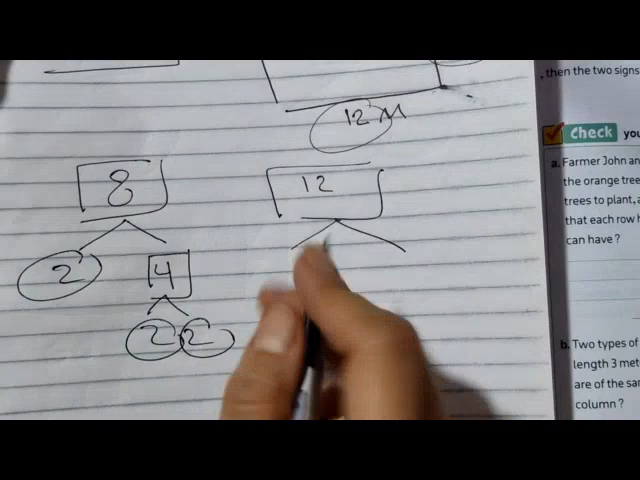 , then the two signs
12 M
Check you
8
12
a. Farmer John an
the orange tree
trees to plant, a
that each row h
can have ?
2
4
2 2
b. Two types of
length 3 met
are of the sa
column ?